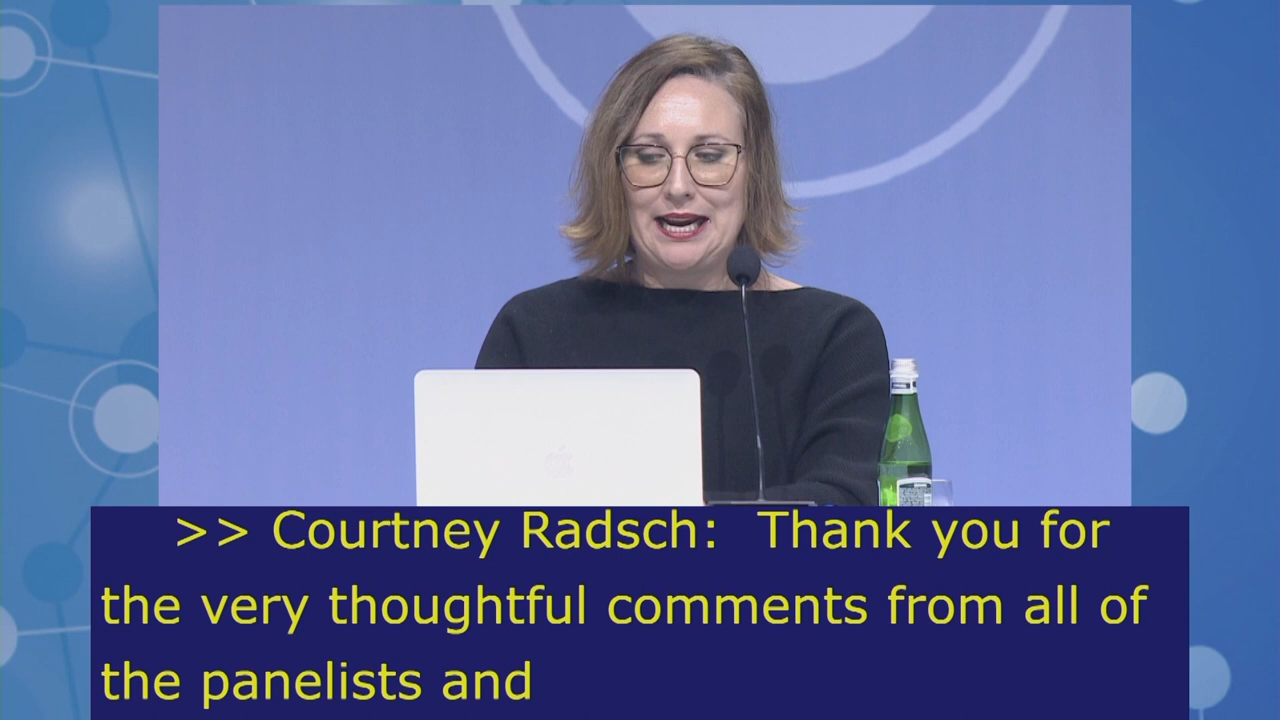 >> Courtney Radsch:  Thank you for
the very thoughtful comments from all of
the panelists and